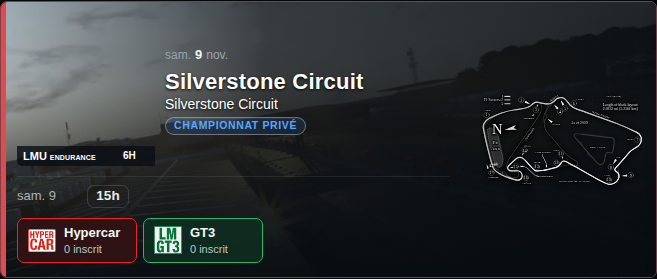 sam. 9 nov.
Silverstone Circuit
Silverstone Circuit
CHAMPIONNAT PRIVÉ
N
LMU ENDURANCE 6H
sam. 9 15h
HYPER CAR Hypercar
0 inscrit
LM GT3 GT3
0 inscrit